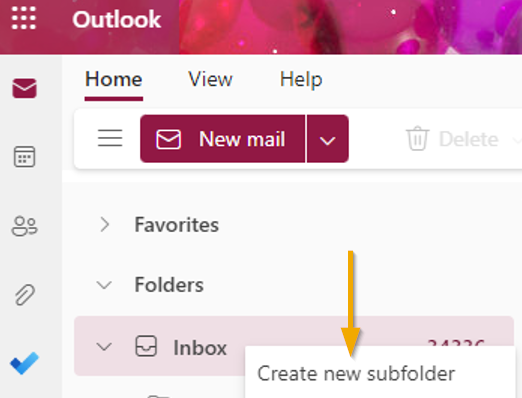 Outlook
Home View Help
New mail Delete
Favorites
Folders
Inbox
Create new subfolder